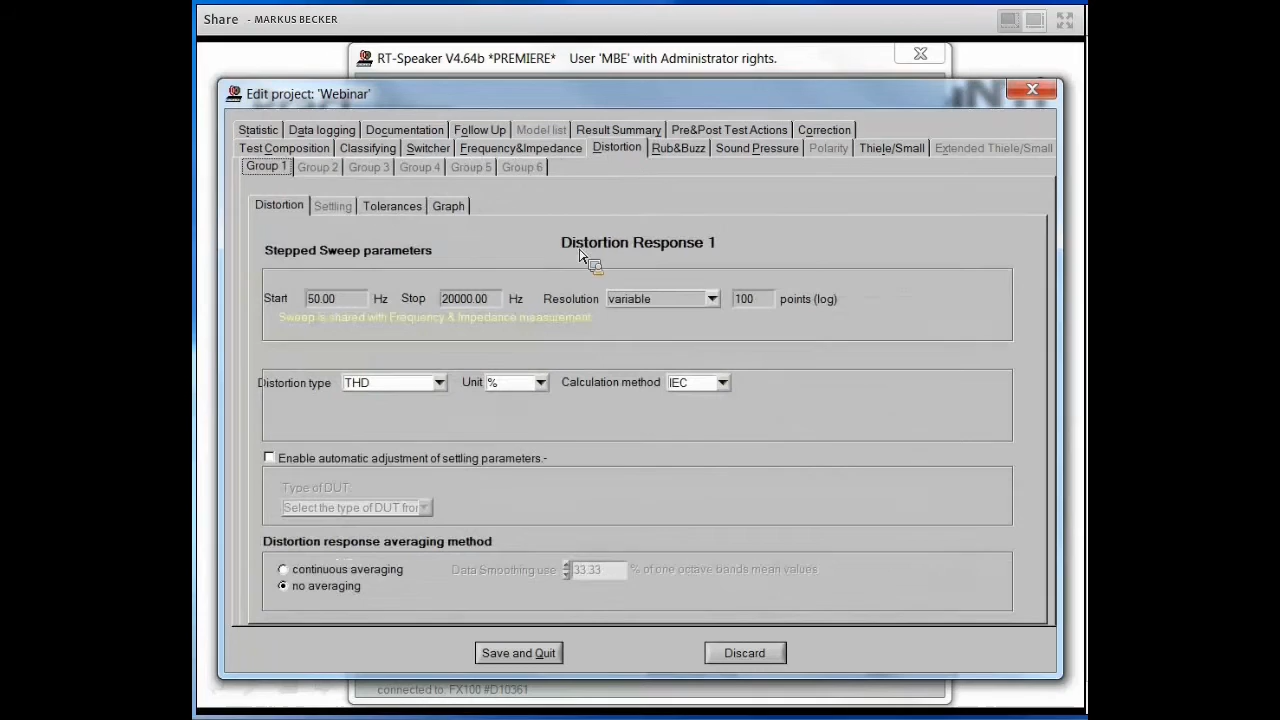 Share - MARKUS BECKER
RT-Speaker V4.64b *PREMIERE* User 'MBE' with Administrator rights.
Edit project: 'Webinar'
Statistic Data logging Documentation Follow Up Model list Result Summary Pre&Post Test Actions Correction
Test Composition Classifying Switcher Frequency&Impedance Distortion Rub&Buzz Sound Pressure Polarity Thiele/Small Extended Thiele/Small
Group 1 Group 2 Group 3 Group 4 Group 5 Group 6
Distortion Settling Tolerances Graph
Distortion Response 1
Stepped Sweep parameters
Start 50.00 Hz Stop 20000.00 Hz Resolution variable 100 points (log)
Sweep is shared with Frequency & Impedance measurement
Distortion type THD Unit % Calculation method IEC
Enable automatic adjustment of settling parameters.-
Type of DUT:
Select the type of DUT fror
Distortion response averaging method
continuous averaging Data Smoothing use 33.33 % of one octave bands mean values
no averaging
Save and Quit Discard
connected to: FX100 #D10361